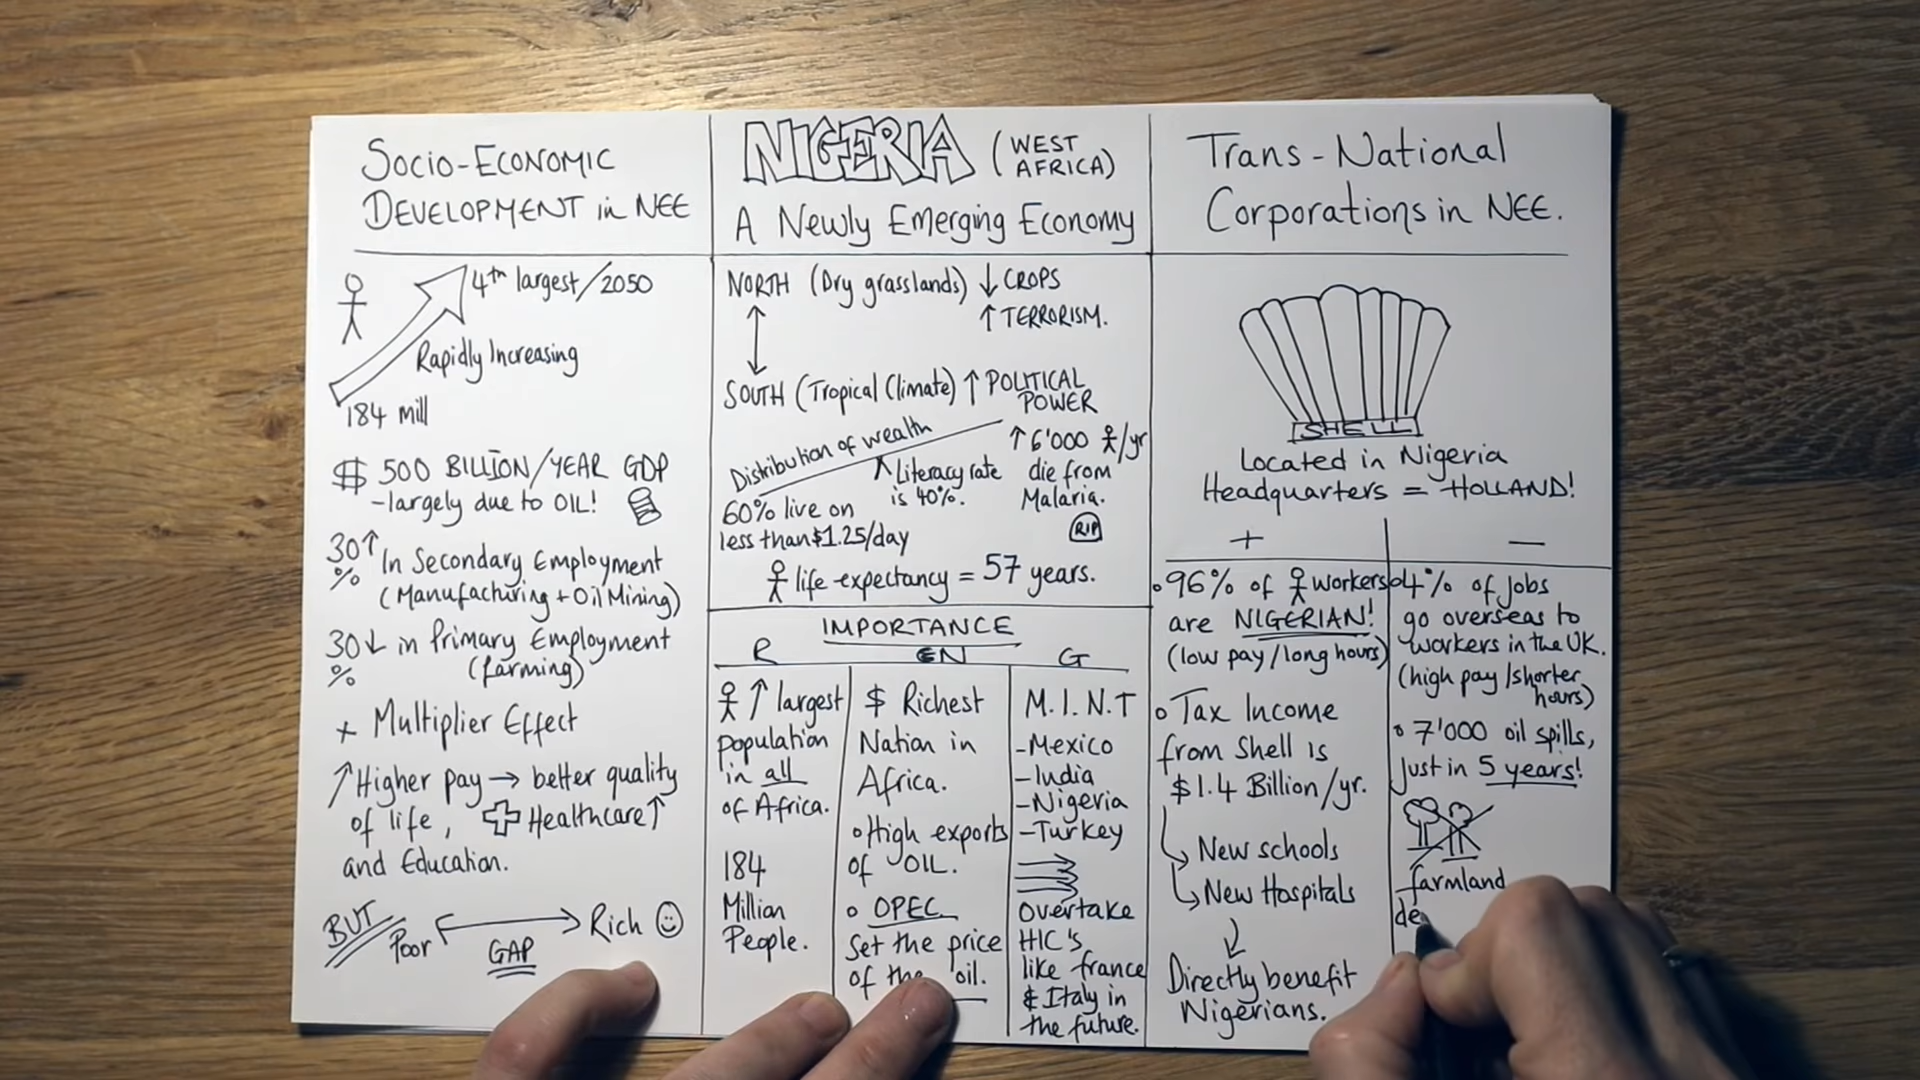 SOCIO-ECONOMIC
DEVELOPMENT in NEE
4th largest/2050
Rapidly Increasing
184 mill
$ 500 BILLION/YEAR GDP
-largely due to OIL!
30% ↑ In Secondary Employment
(Manufacturing + Oil Mining)
30% ↓ in Primary Employment
(farming)
+ Multiplier Effect
↑ Higher pay → better quality
of life, Healthcare ↑
and Education.
BUT
Poor
Rich
GAP
NIGERIA (WEST
AFRICA)
A Newly Emerging Economy
NORTH (Dry grasslands) ↓ CROPS
↑ TERRORISM.
SOUTH (Tropical Climate) ↑ POLITICAL
POWER
Distribution of wealth
60% live on
less than $1.25/day
Literacy rate
is 40%.
↑ 6'000 /yr
die from
Malaria.
RIP
life expectancy = 57 years.
IMPORTANCE
R
↑ largest
population
in all
of Africa.
184
Million
People.
EN
$ Richest
Nation in
Africa.
High exports
of OIL.
OPEC
Set the price
of the oil.
G
M.I.N.T
-Mexico
-India
-Nigeria
-Turkey
Overtake
HIC's
like france
& Italy in
the future.
Trans-National
Corporations in NEE.
SHELL
Located in Nigeria
Headquarters = HOLLAND!
+
96% of workers
are NIGERIAN!
(low pay/long hours)
Tax Income
from Shell is
$1.4 Billion/yr.
New schools
New Hospitals
Directly benefit
Nigerians.
-
4% of jobs
go overseas to
workers in the UK.
(high pay/shorter
hours)
7'000 oil spills,
Just in 5 years!
farmland
de